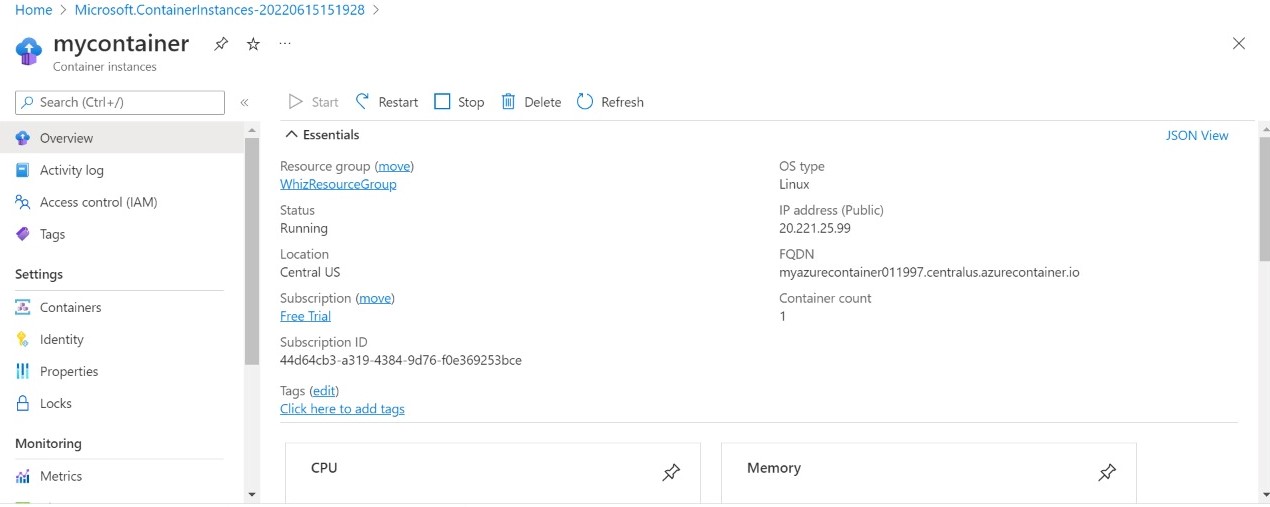 Home > Microsoft.ContainerInstances-20220615151928 >
mycontainer ...
Container instances
Search (Ctrl+/) «
Overview
Activity log
Access control (IAM)
Tags
Settings
Containers
Identity
Properties
Locks
Monitoring
Metrics
Start Restart Stop Delete Refresh
Essentials JSON View
Resource group (move)
WhizResourceGroup
Status
Running
Location
Central US
Subscription (move)
Free Trial
Subscription ID
44d64cb3-a319-4384-9d76-f0e369253bce
Tags (edit)
Click here to add tags
OS type
Linux
IP address (Public)
20.221.25.99
FQDN
myazurecontainer011997.centralus.azurecontainer.io
Container count
1
CPU
Memory